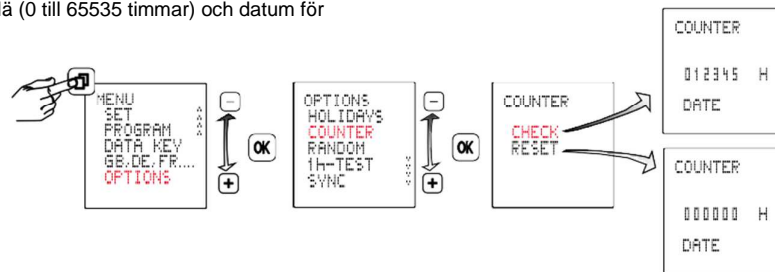 lä (0 till 65535 timmar) och datum för
MENU
SET
PROGRAM
DATA KEY
GB,DE,FR....
OPTIONS
OK
OPTIONS
HOLIDAYS
COUNTER
RANDOM
1h-TEST
SYNC
OK
COUNTER
CHECK
RESET
COUNTER
012345 H
DATE
COUNTER
000000 H
DATE